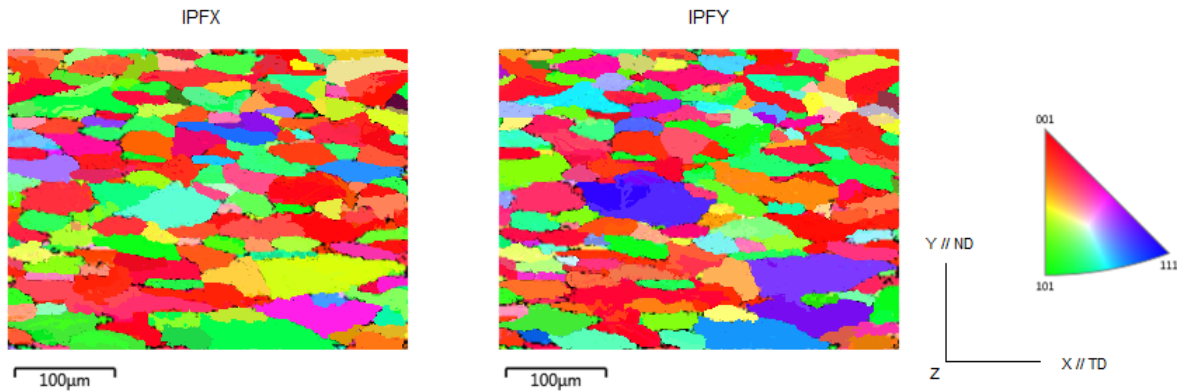 IPFX
IPFY
001
101
111
Y // ND
Z
X // TD
100μm
100μm